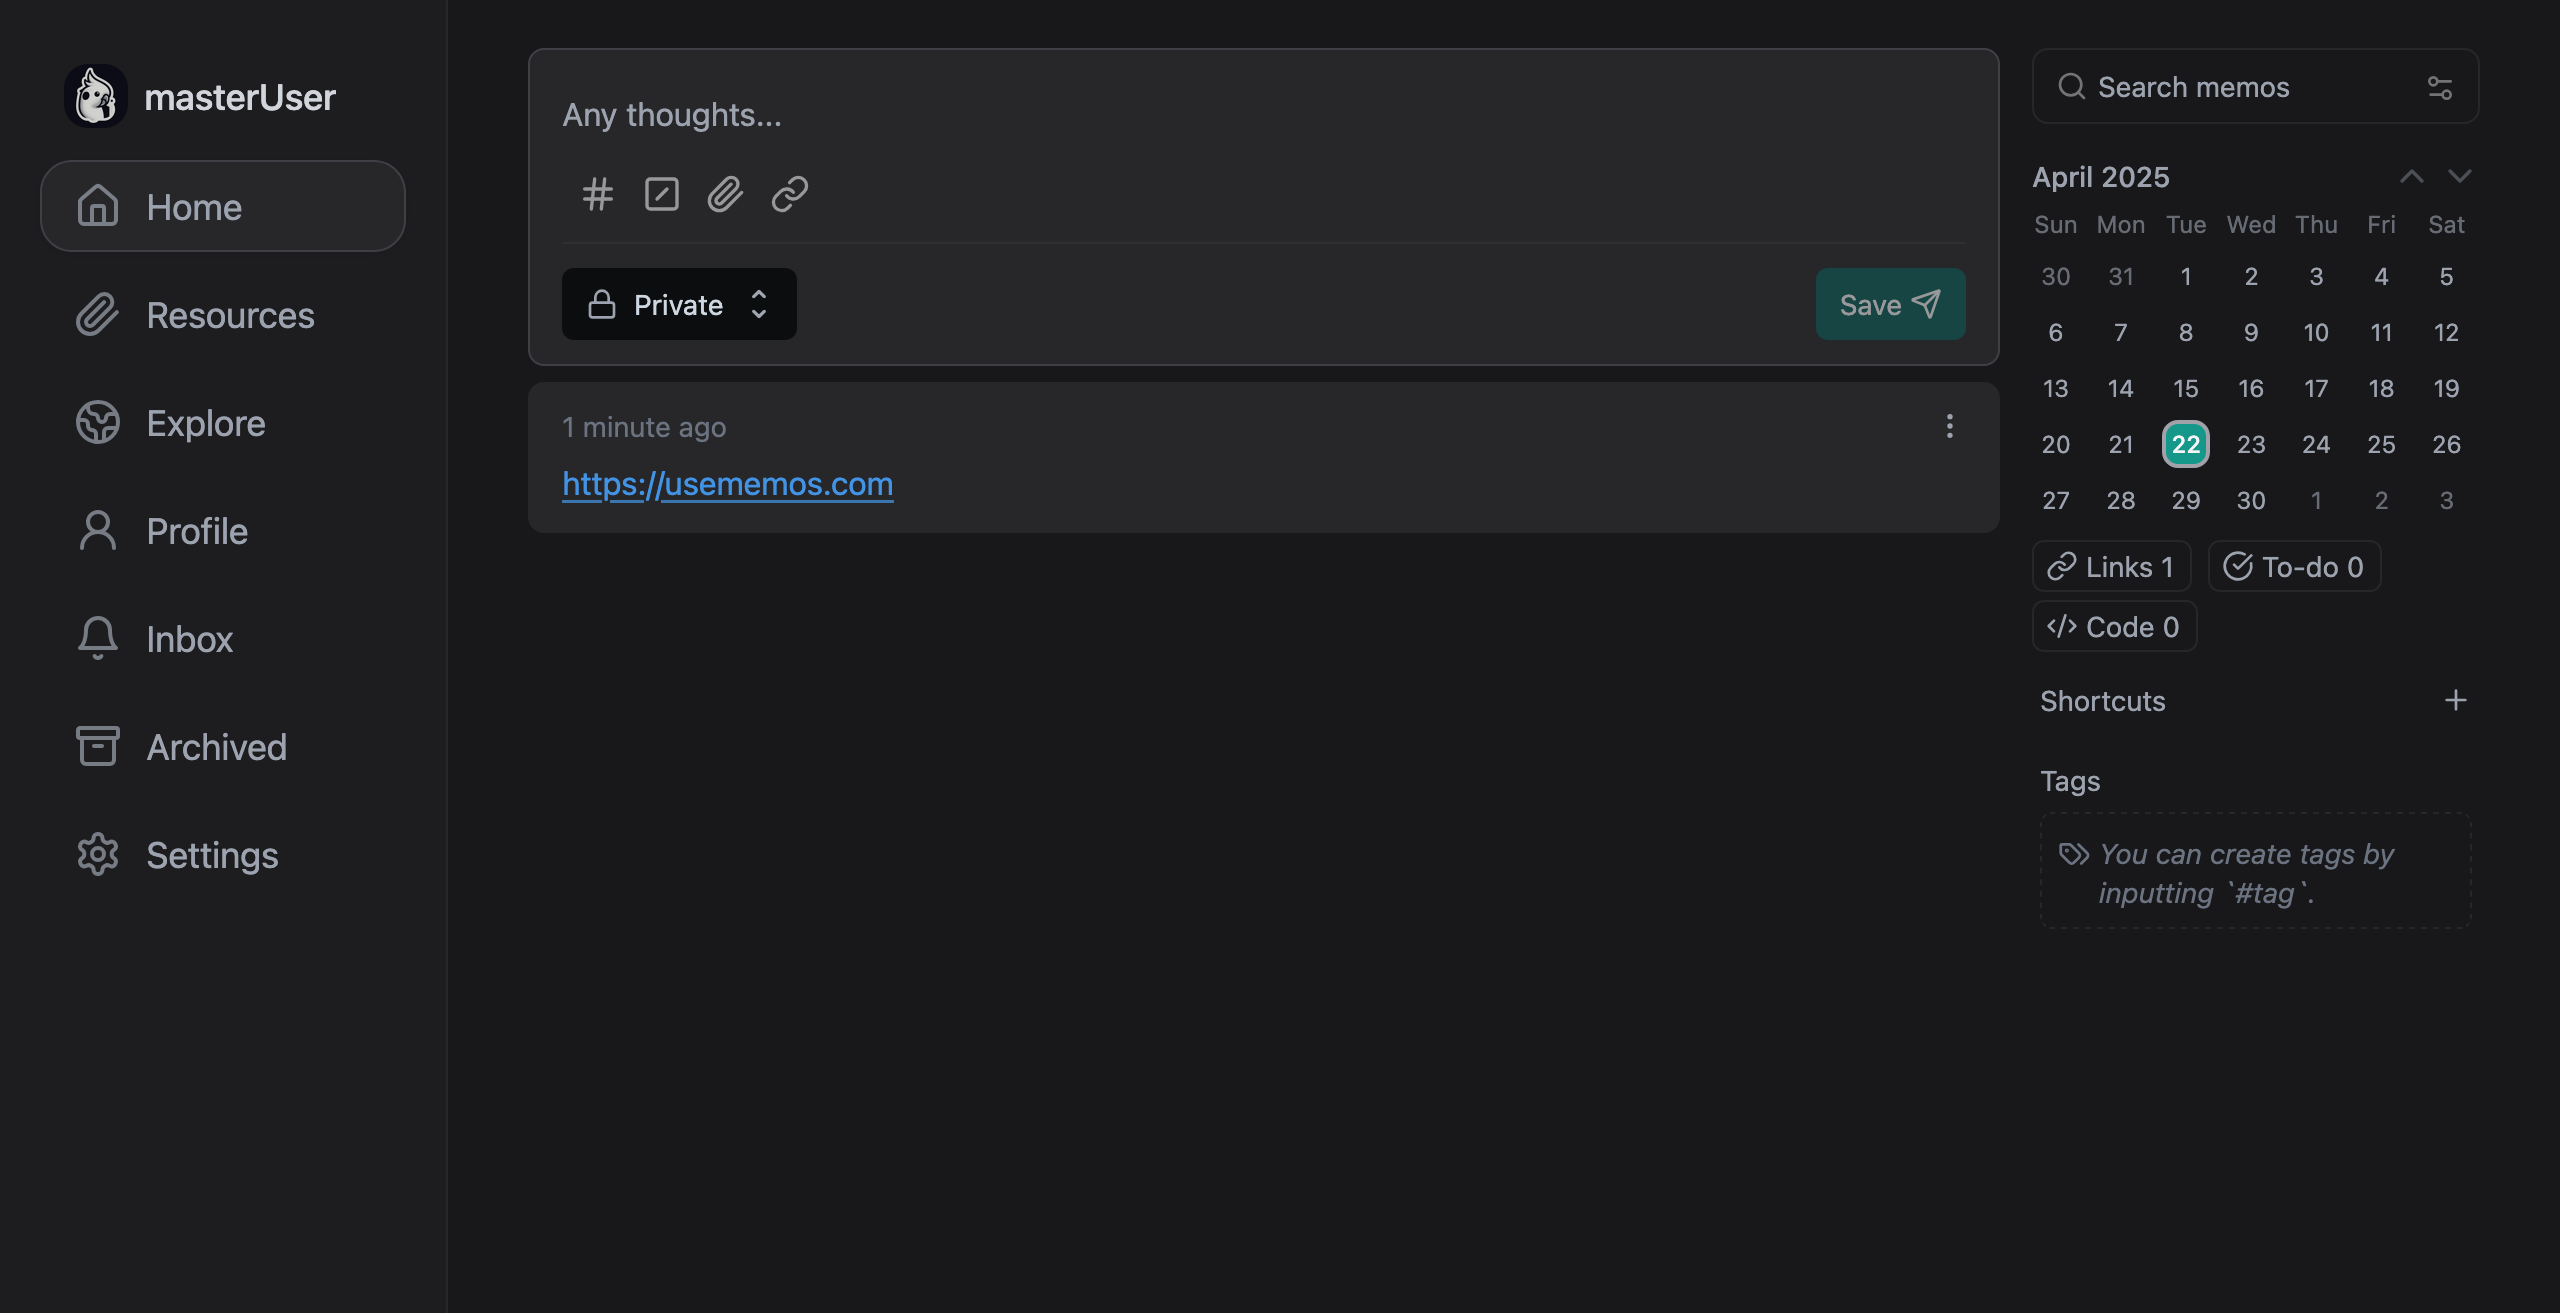 masterUser
Home
Resources
Explore
Profile
Inbox
Archived
Settings
Any thoughts...
Private
Save
1 minute ago
https://usememos.com
Search memos
April 2025
Sun Mon Tue Wed Thu Fri Sat
30 31 1 2 3 4 5
6 7 8 9 10 11 12
13 14 15 16 17 18 19
20 21 22 23 24 25 26
27 28 29 30 1 2 3
Links 1 To-do 0
Code 0
Shortcuts
Tags
You can create tags by
inputting `#tag`.